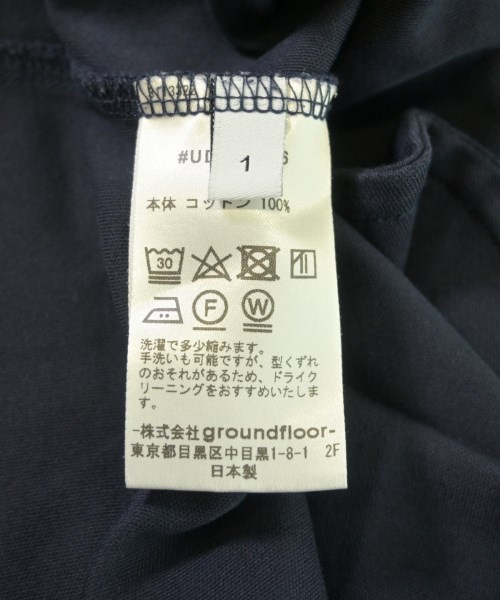 #UD 6
1
本体 コットン 100%
30
F W
洗濯で多少縮みます。
手洗いも可能ですが、型くずれ
のおそれがあるため、ドライク
リーニングをおすすめいたしま
す。
-株式会社groundfloor-
東京都目黒区中目黒1-8-1 2F
日本製